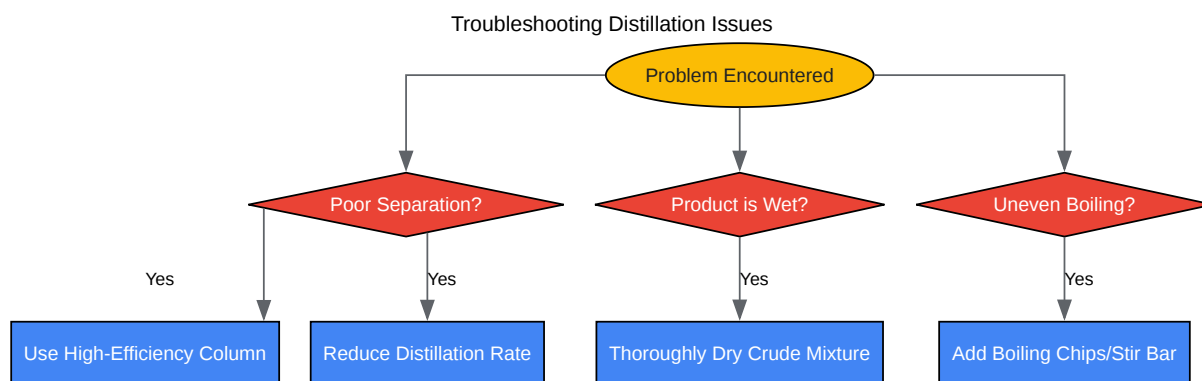 Troubleshooting Distillation Issues
Problem Encountered
Poor Separation?
Product is Wet?
Uneven Boiling?
Yes
Yes
Yes
Yes
Use High-Efficiency Column
Reduce Distillation Rate
Thoroughly Dry Crude Mixture
Add Boiling Chips/Stir Bar